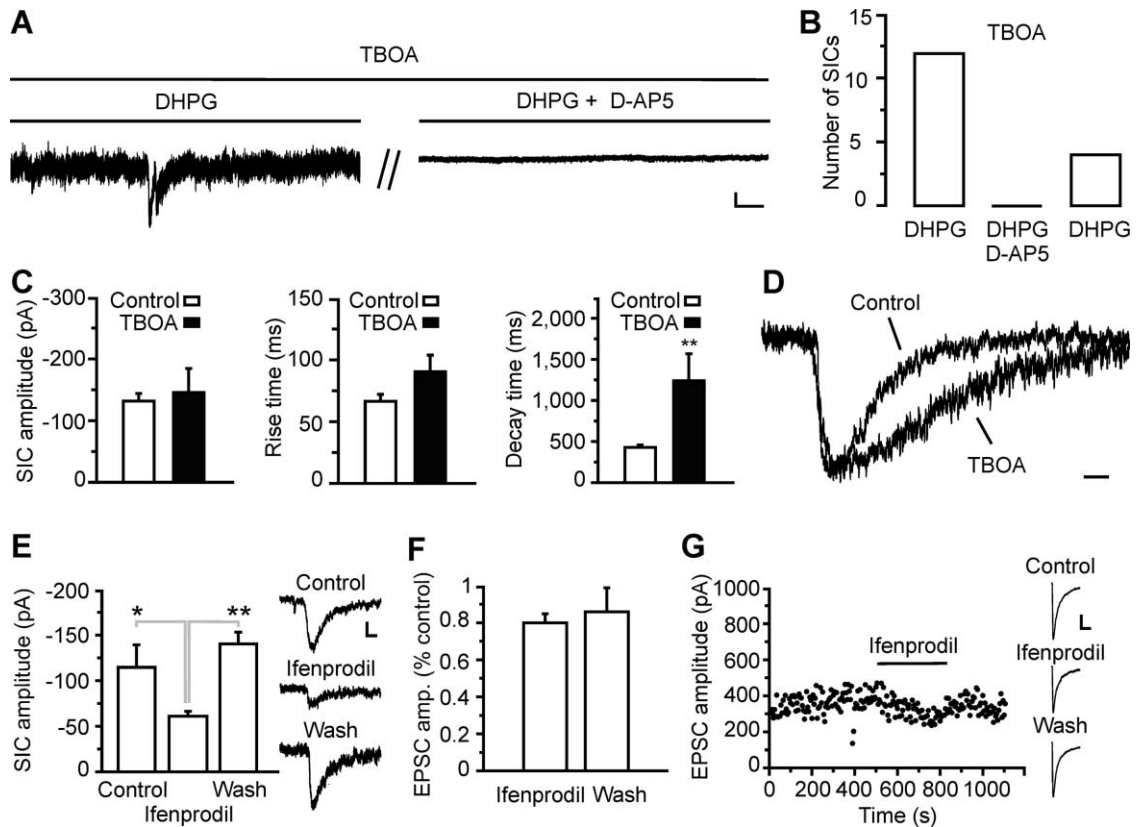 A
TBOA
DHPG
DHPG + D-AP5
B
TBOA
Number of SICs
15
10
5
0
DHPG
DHPG
D-AP5
DHPG
C
SIC amplitude (pA)
-300
-200
-100
0
Control
TBOA
Rise time (ms)
150
100
50
0
Control
TBOA
Decay time (ms)
2,000
1,500
1,000
500
0
Control
TBOA
**
D
Control
TBOA
E
SIC amplitude (pA)
-200
-150
-100
-50
0
*
**
Control
Ifenprodil
Wash
Control
Ifenprodil
Wash
F
EPSC amp. (% control)
1
0.8
0.6
0.4
0.2
0
Ifenprodil Wash
G
EPSC amplitude (pA)
1000
800
600
400
200
0
Ifenprodil
0 200 400 600 800 1000
Time (s)
Control
Ifenprodil
Wash